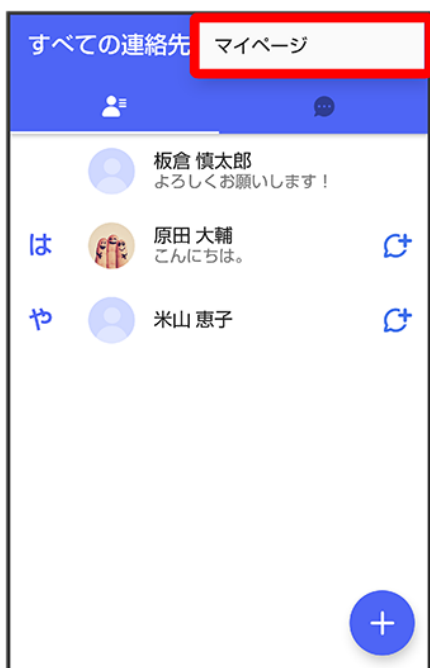 すべての連絡先
マイページ
板倉 慎太郎
よろしくお願いします！
は
原田 大輔
こんにちは。
や
米山 恵子